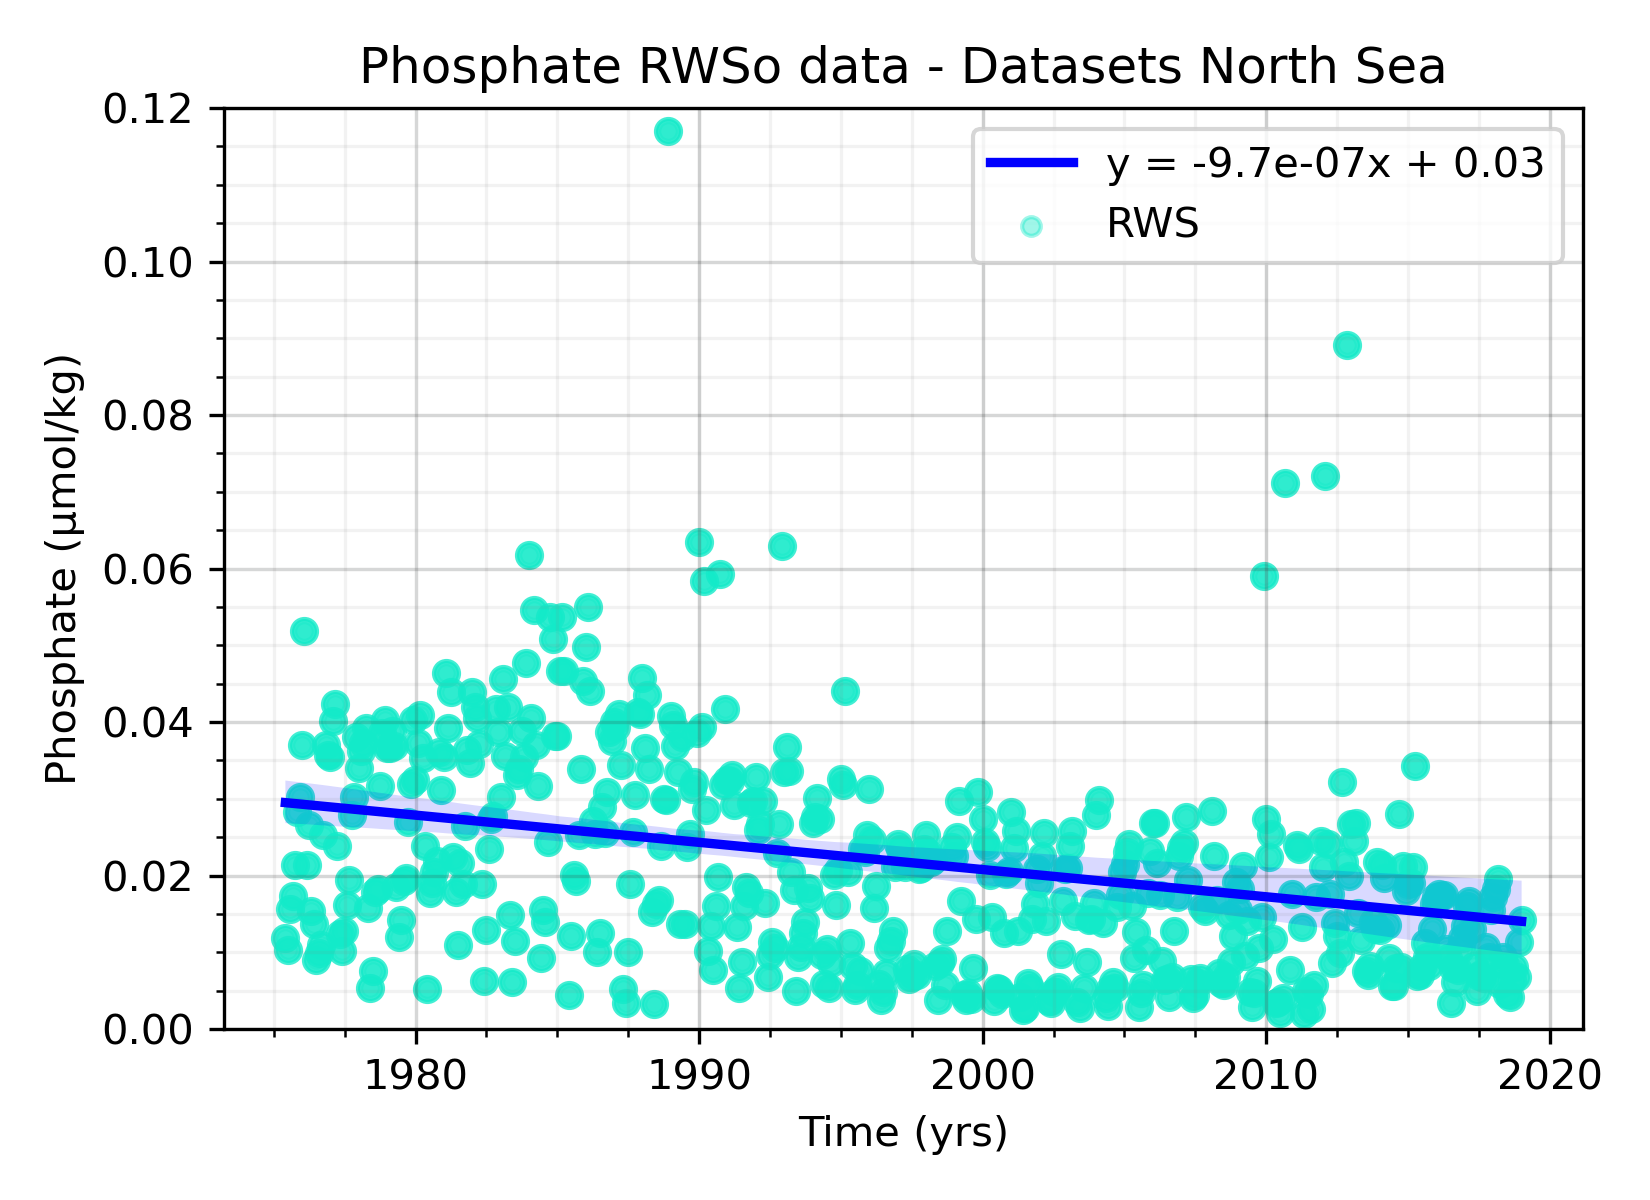 Phosphate RWSo data - Datasets North Sea
y = -9.7e-07x + 0.03
RWS
Phosphate (µmol/kg)
0.12
0.10
0.08
0.06
0.04
0.02
0.00
1980 1990 2000 2010 2020
Time (yrs)